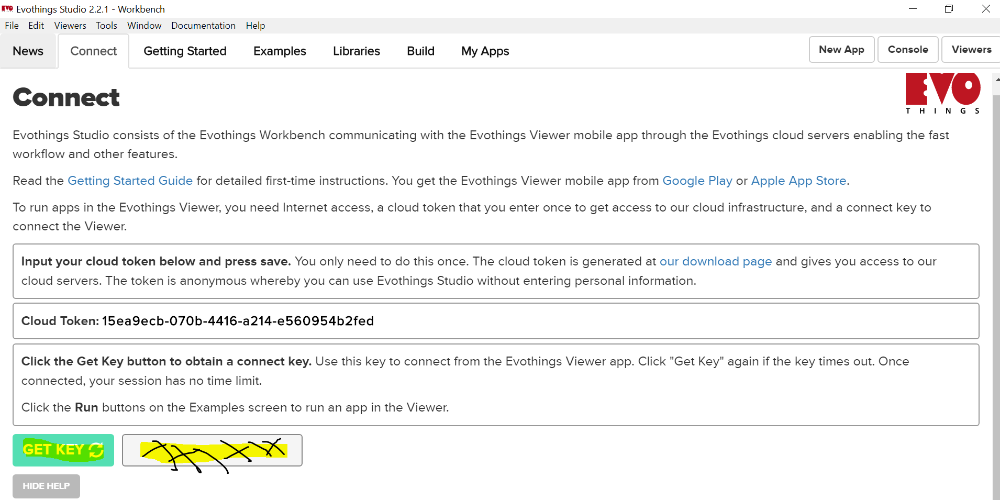 EVO THINGS Evothings Studio 2.2.1 - Workbench
File Edit Viewers Tools Window Documentation Help
News Connect Getting Started Examples Libraries Build My Apps New App Console Viewers
Connect
EVO
THINGS
Evothings Studio consists of the Evothings Workbench communicating with the Evothings Viewer mobile app through the Evothings cloud servers enabling the fast
workflow and other features.
Read the Getting Started Guide for detailed first-time instructions. You get the Evothings Viewer mobile app from Google Play or Apple App Store.
To run apps in the Evothings Viewer, you need Internet access, a cloud token that you enter once to get access to our cloud infrastructure, and a connect key to
connect the Viewer.
Input your cloud token below and press save. You only need to do this once. The cloud token is generated at our download page and gives you access to our
cloud servers. The token is anonymous whereby you can use Evothings Studio without entering personal information.
Cloud Token: 15ea9ecb-070b-4416-a214-e560954b2fed
Click the Get Key button to obtain a connect key. Use this key to connect from the Evothings Viewer app. Click "Get Key" again if the key times out. Once
connected, your session has no time limit.
Click the Run buttons on the Examples screen to run an app in the Viewer.
GET KEY
HIDE HELP